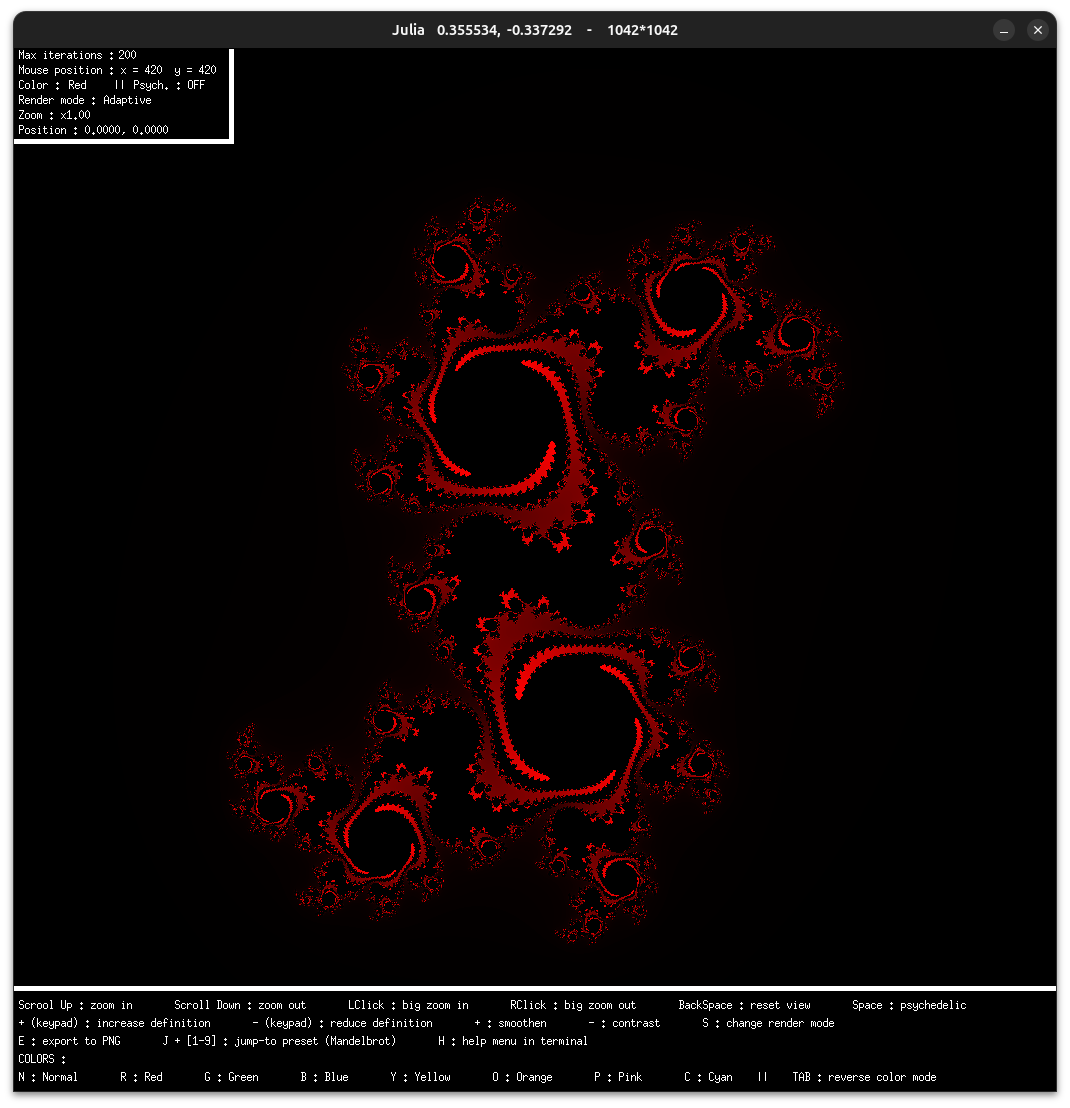 Julia 0.355534, -0.337292 - 1042*1042
Max iterations : 200
Mouse position : x = 420 y = 420
Color : Red || Psych. : OFF
Render mode : Adaptive
Zoom : x1.00
Position : 0.0000, 0.0000
Scrool Up : zoom in Scroll Down : zoom out LClick : big zoom in RClick : big zoom out BackSpace : reset view Space : psychedelic
+ (keypad) : increase definition - (keypad) : reduce definition + : smoothen - : contrast S : change render mode
E : export to PNG J + [1-9] : jump-to preset (Mandelbrot) H : help menu in terminal
COLORS :
N : Normal R : Red G : Green B : Blue Y : Yellow O : Orange P : Pink C : Cyan || TAB : reverse color mode